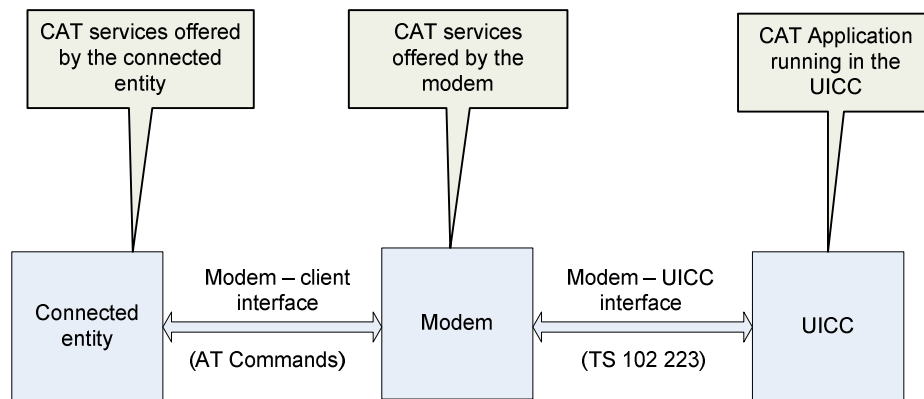 CAT services offered
by the connected
entity
CAT services
offered by the
modem
CAT Application
running in the
UICC
Connected
entity
Modem – client
interface
(AT Commands)
Modem
Modem – UICC
interface
(TS 102 223)
UICC